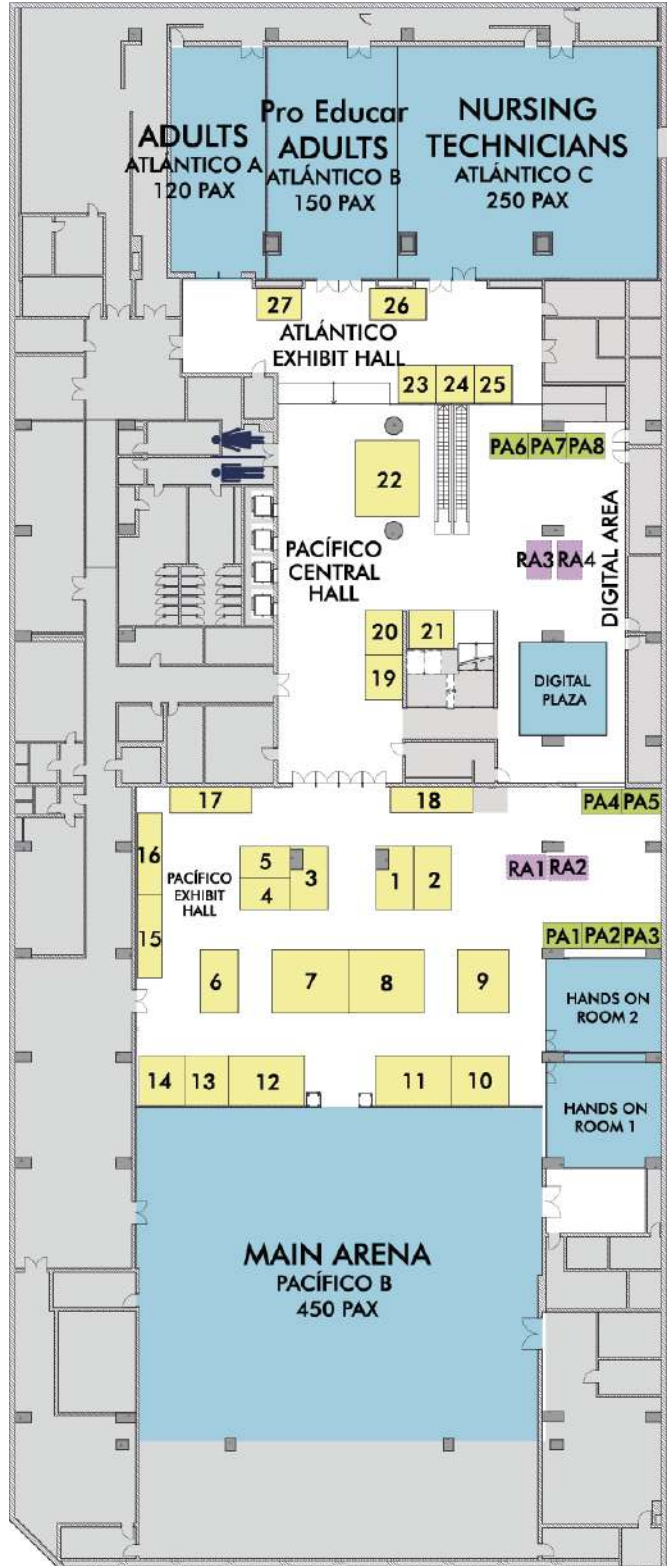 ADULTS
ATLÁNTICO A
120 PAX
Pro Educar
ADULTS
ATLÁNTICO B
150 PAX
NURSING
TECHNICIANS
ATLÁNTICO C
250 PAX
27
26
ATLÁNTICO
EXHIBIT HALL
23 24 25
PA6 PA7 PA8
22
PACÍFICO
CENTRAL
HALL
RA3 RA4
DIGITAL AREA
20
21
19
DIGITAL
PLAZA
17
18
PA4 PA5
16
5
4
3
1
2
RA1 RA2
PACÍFICO
EXHIBIT
HALL
15
PA1 PA2 PA3
6
7
8
9
HANDS ON
ROOM 2
14 13 12
11 10
HANDS ON
ROOM 1
MAIN ARENA
PACÍFICO B
450 PAX